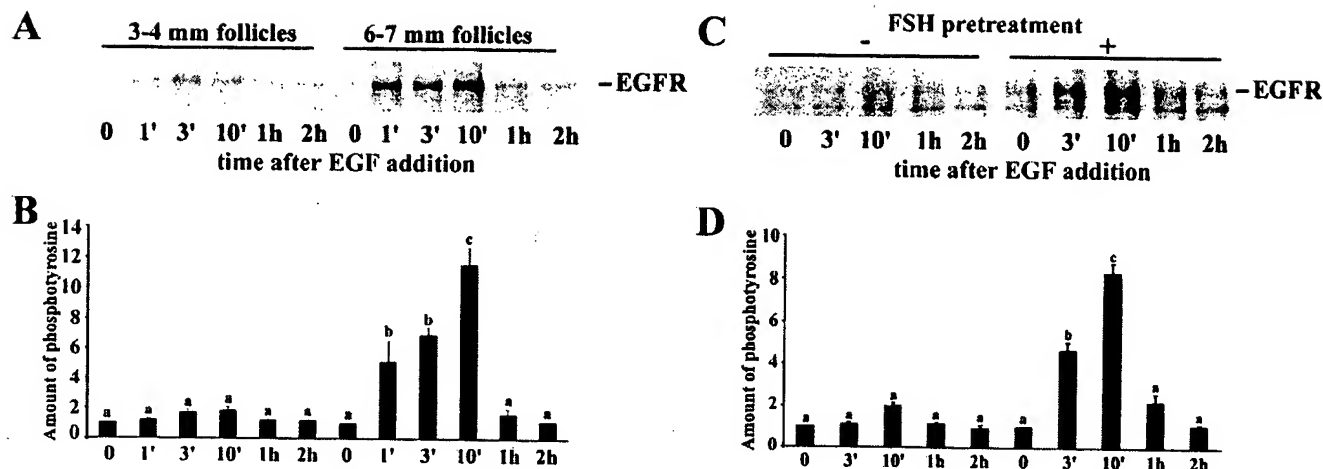 A
3-4 mm follicles 6-7 mm follicles
-EGFR
0 1' 3' 10' 1h 2h 0 1' 3' 10' 1h 2h
time after EGF addition
B
Amount of phosphotyrosine
14
12
10
8
6
4
2
0
a a a a a a a b b c a a
0 1' 3' 10' 1h 2h 0 1' 3' 10' 1h 2h
C
FSH pretreatment
- +
-EGFR
0 3' 10' 1h 2h 0 3' 10' 1h 2h
time after EGF addition
D
Amount of phosphotyrosine
10
8
6
4
2
0
a a a a a a b c a a
0 3' 10' 1h 2h 0 3' 10' 1h 2h